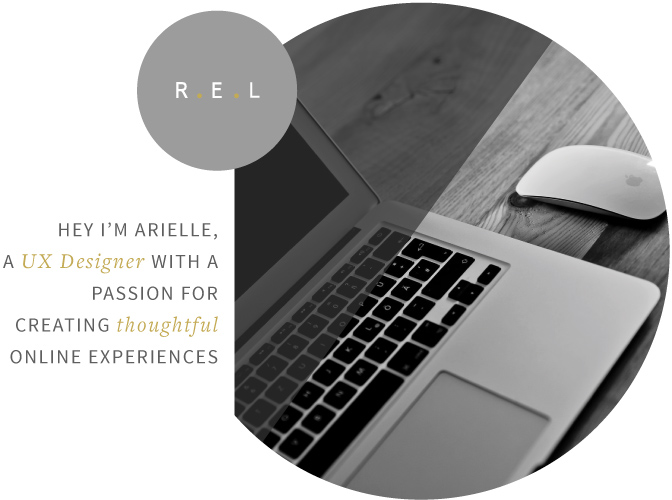 R.E.L
HEY I'M ARIELLE,
A UX Designer WITH A
PASSION FOR
CREATING thoughtful
ONLINE EXPERIENCES